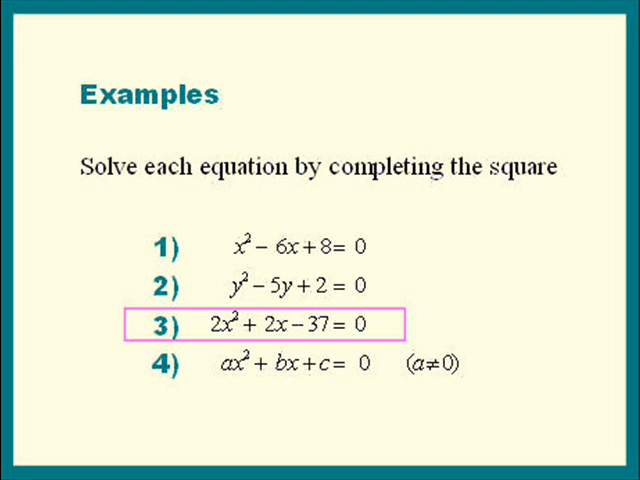 Examples
Solve each equation by completing the square
1) x² − 6x + 8 = 0
2) y² − 5y + 2 = 0
3) 2x² + 2x − 37 = 0
4) ax² + bx + c = 0 (a≠0)